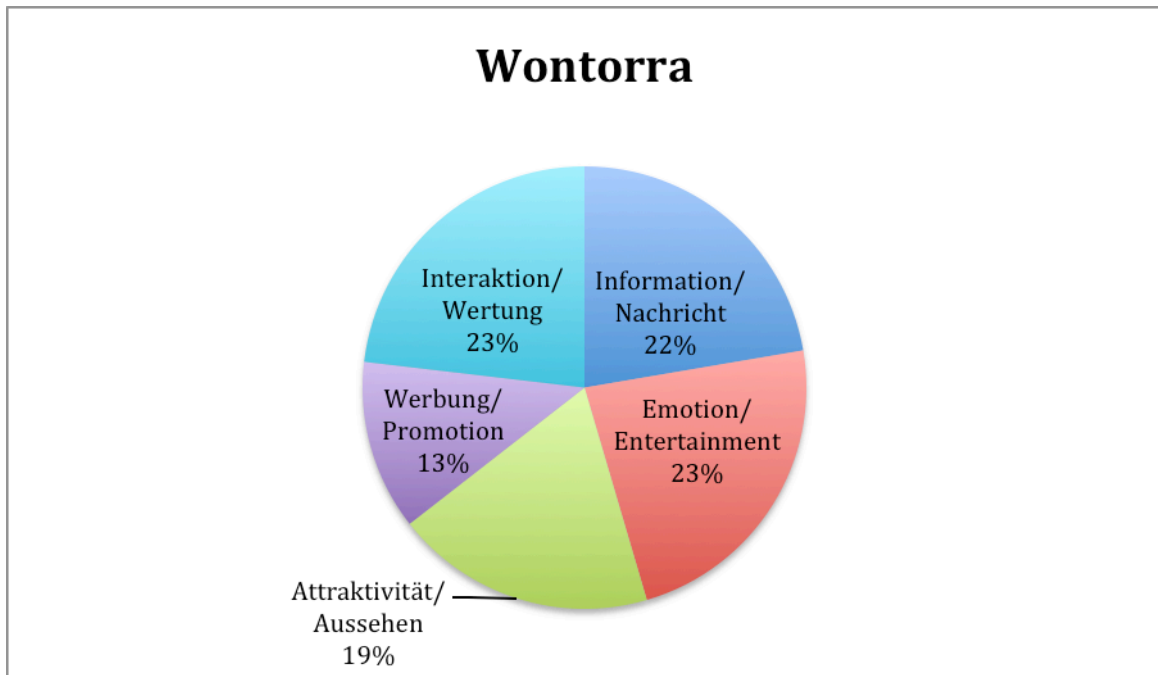 Wontorra
Interaktion/
Wertung
23%
Information/
Nachricht
22%
Werbung/
Promotion
13%
Emotion/
Entertainment
23%
Attraktivität/
Aussehen
19%